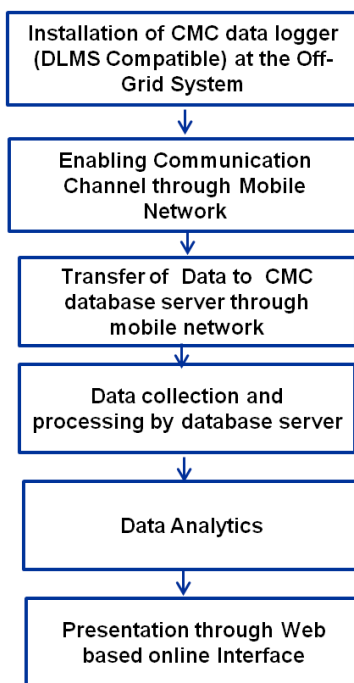 Installation of CMC data logger
(DLMS Compatible) at the Off-
Grid System
Enabling Communication
Channel through Mobile
Network
Transfer of Data to CMC
database server through
mobile network
Data collection and
processing by database server
Data Analytics
Presentation through Web
based online Interface